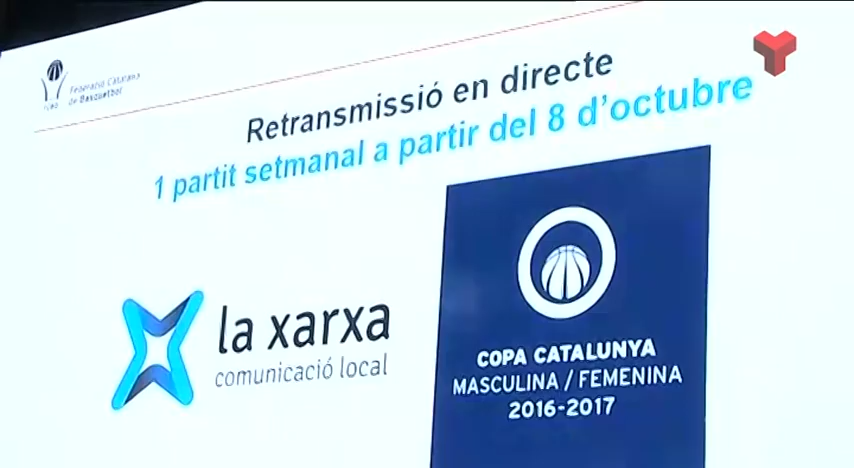 Federació Catalana
de Basquetbol
Retransmissió en directe
1 partit setmanal a partir del 8 d'octubre
la xarxa
comunicació local
COPA CATALUNYA
MASCULINA / FEMENINA
2016-2017